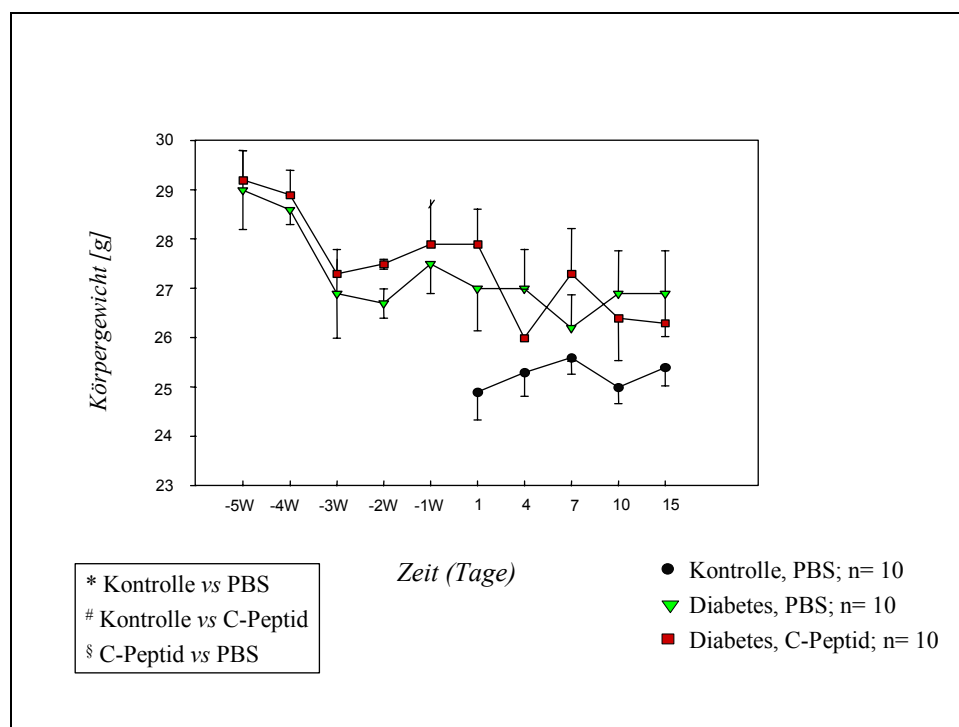 30
29
28
27
26
25
24
23
Körpergewicht [g]
-5W -4W -3W -2W -1W 1 4 7 10 15
Zeit (Tage)
* Kontrolle vs PBS
# Kontrolle vs C-Peptid
§ C-Peptid vs PBS
Kontrolle, PBS; n= 10
Diabetes, PBS; n= 10
Diabetes, C-Peptid; n= 10